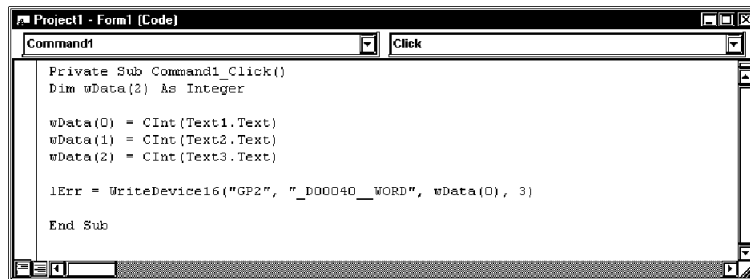 Project1 - Form1 (Code)
Command1 Click
Private Sub Command1_Click()
Dim wData(2) As Integer
wData(0) = CInt(Text1.Text)
wData(1) = CInt(Text2.Text)
wData(2) = CInt(Text3.Text)
lErr = WriteDevice16("GP2", "_D00040__WORD", wData(0), 3)
End Sub